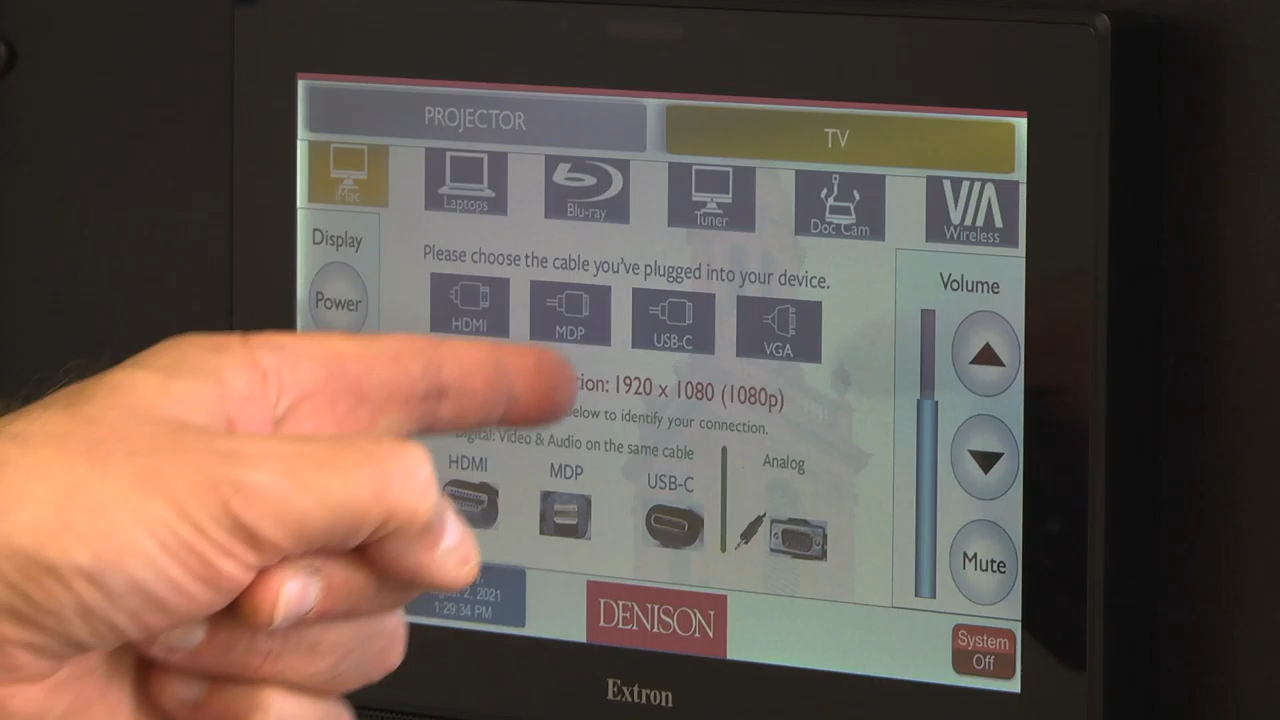 PROJECTOR TV
iMac Laptops Blu-ray Tuner Doc Cam VIA Wireless
Display
Please choose the cable you've plugged into your device.
Volume
Power
HDMI MDP USB-C VGA
1920 x 1080 (1080p)
below to identify your connection.
Digital: Video & Audio on the same cable
Analog
HDMI MDP USB-C
Mute
2, 2021
1:29:34 PM
DENISON
System
Off
Extron